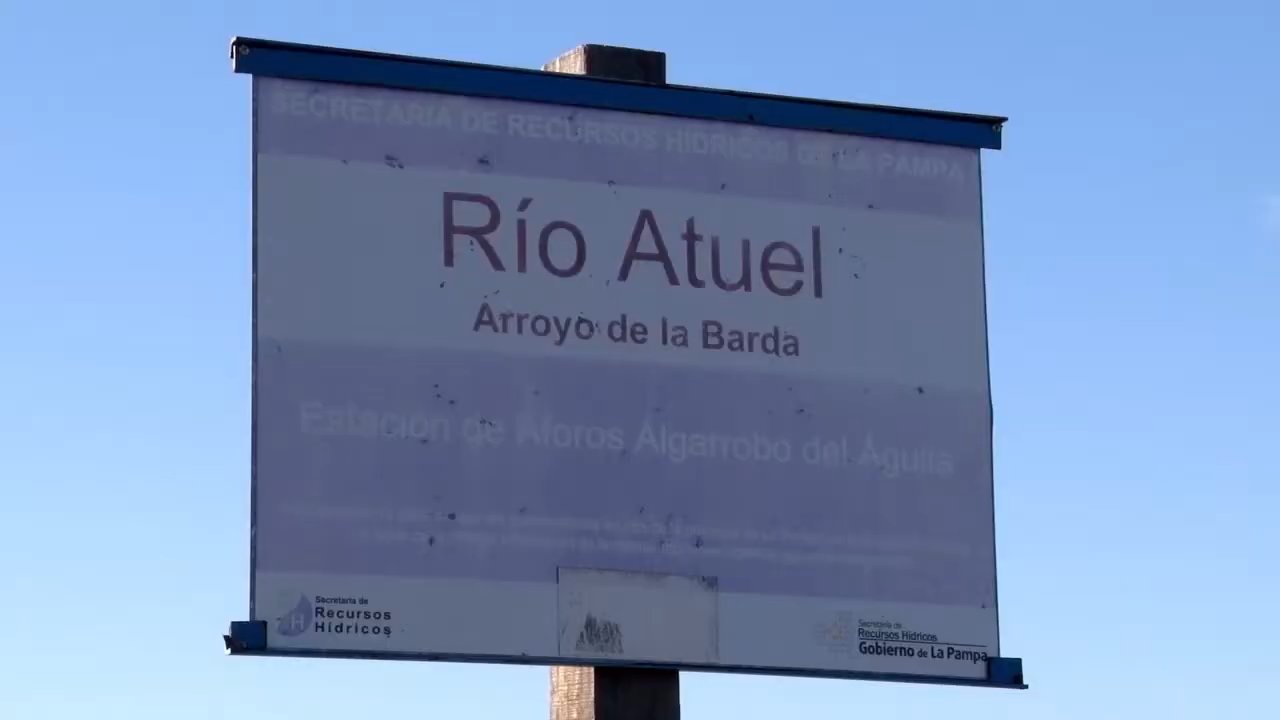 SECRETARIA DE RECURSOS HIDRICOS DE LA PAMPA
Río Atuel
Arroyo de la Barda
Estación de Aforos Algarrobo del Águila
Secretaría de
Recursos
Hídricos
Secretaría de
Recursos Hídricos
Gobierno de La Pampa